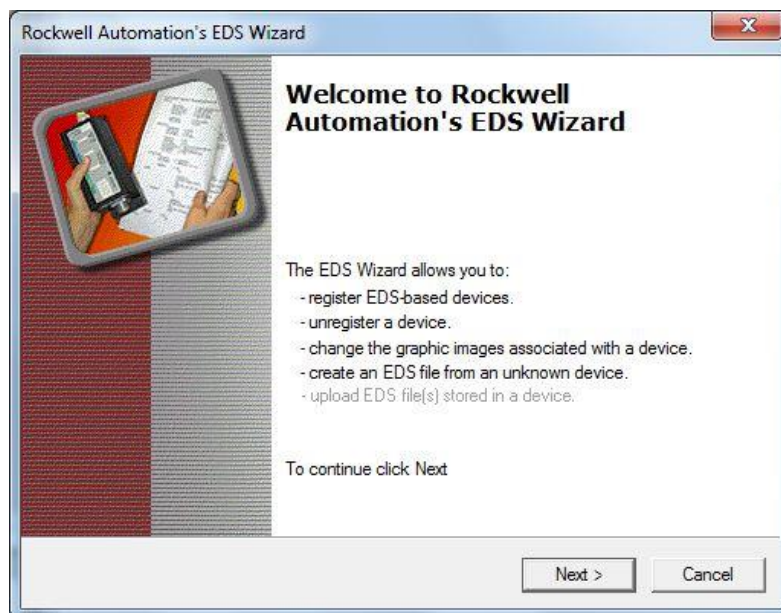 Rockwell Automation's EDS Wizard
Welcome to Rockwell
Automation's EDS Wizard
The EDS Wizard allows you to:
- register EDS-based devices.
- unregister a device.
- change the graphic images associated with a device.
- create an EDS file from an unknown device.
- upload EDS file(s) stored in a device.
To continue click Next
Next >
Cancel